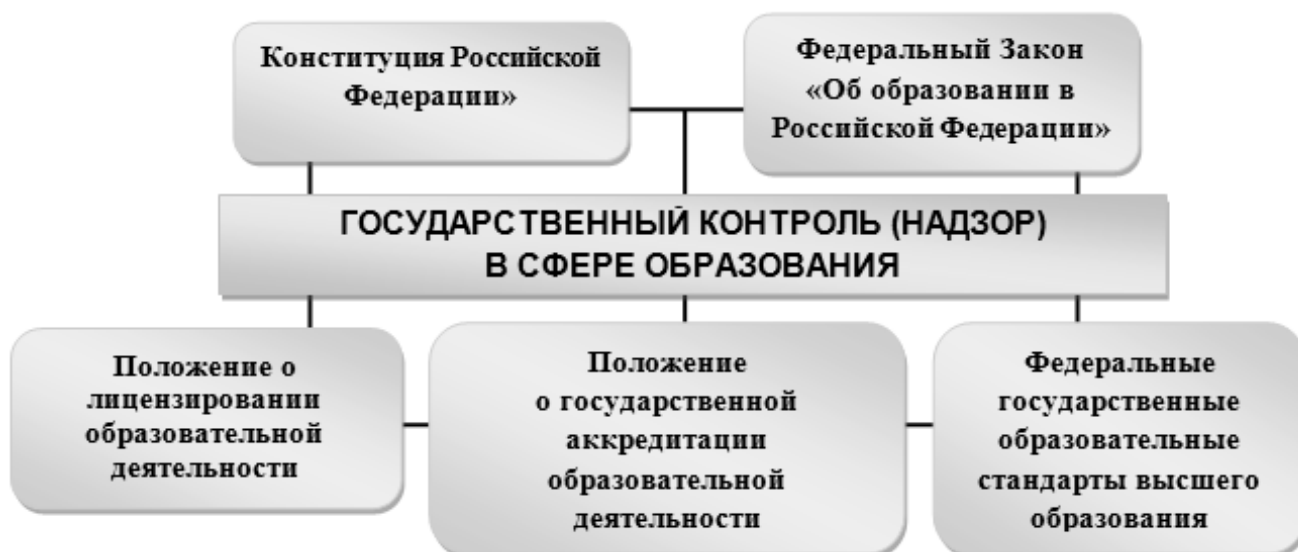 Конституция Российской
Федерации»
Федеральный Закон
«Об образовании в
Российской Федерации»
ГОСУДАРСТВЕННЫЙ КОНТРОЛЬ (НАДЗОР)
В СФЕРЕ ОБРАЗОВАНИЯ
Положение о
лицензировании
образовательной
деятельности
Положение
о государственной
аккредитации
образовательной
деятельности
Федеральные
государственные
образовательные
стандарты высшего
образования